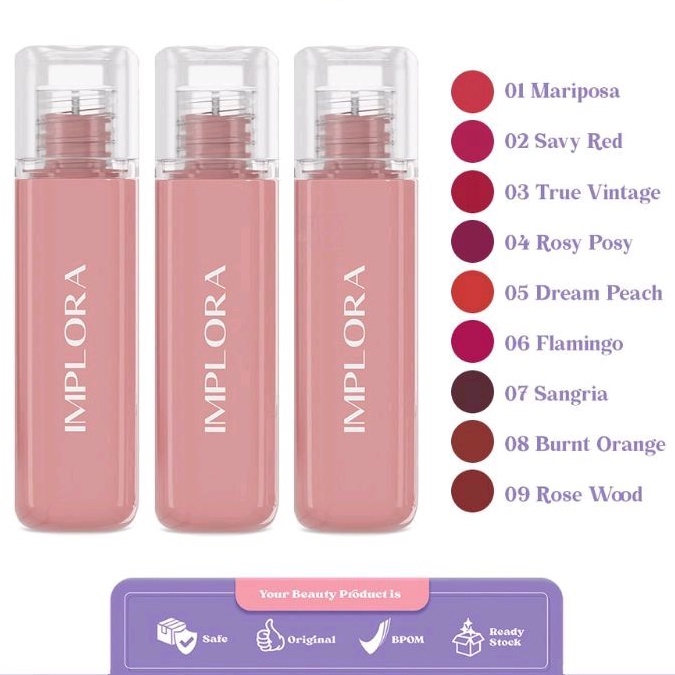 IMPLORA
IMPLORA
IMPLORA
01 Mariposa
02 Savy Red
03 True Vintage
04 Rosy Posy
05 Dream Peach
06 Flamingo
07 Sangria
08 Burnt Orange
09 Rose Wood
Your Beauty Product is
Safe
Original
BPOM
Ready
Stock